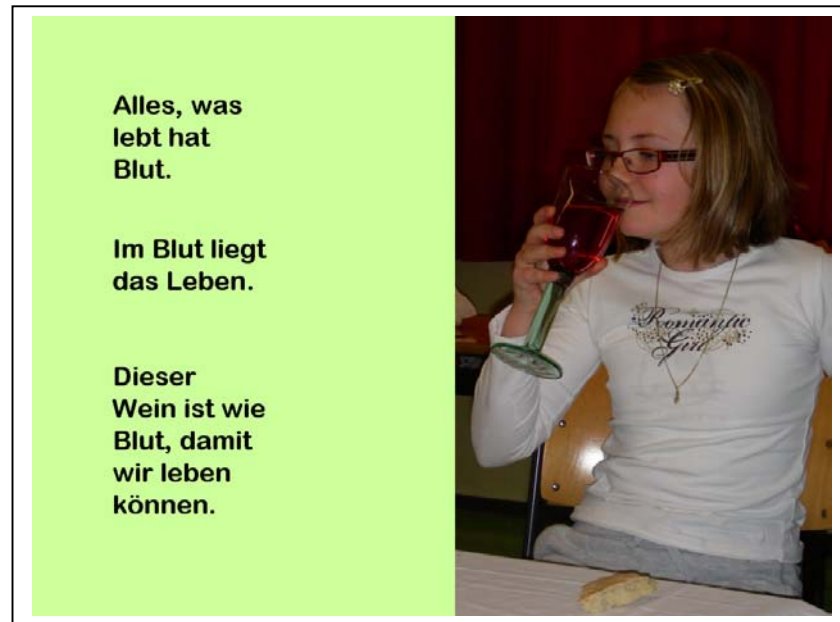 Alles, was
lebt hat
Blut.
Im Blut liegt
das Leben.
Dieser
Wein ist wie
Blut, damit
wir leben
können.
Romantic
Girl